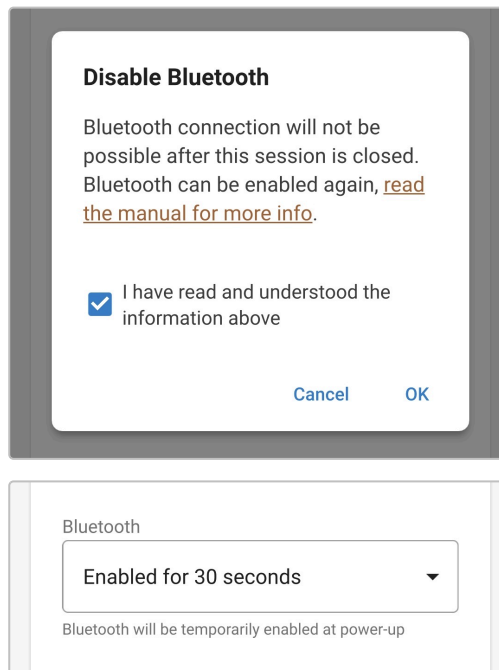 Disable Bluetooth
Bluetooth connection will not be
possible after this session is closed.
Bluetooth can be enabled again, read
the manual for more info.
I have read and understood the
information above
Cancel OK
Bluetooth
Enabled for 30 seconds
Bluetooth will be temporarily enabled at power-up